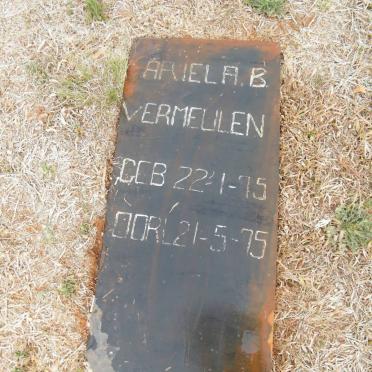 ARIELA.B.
VERMEULEN
GEB 22-1-75
OORL 21-5-75